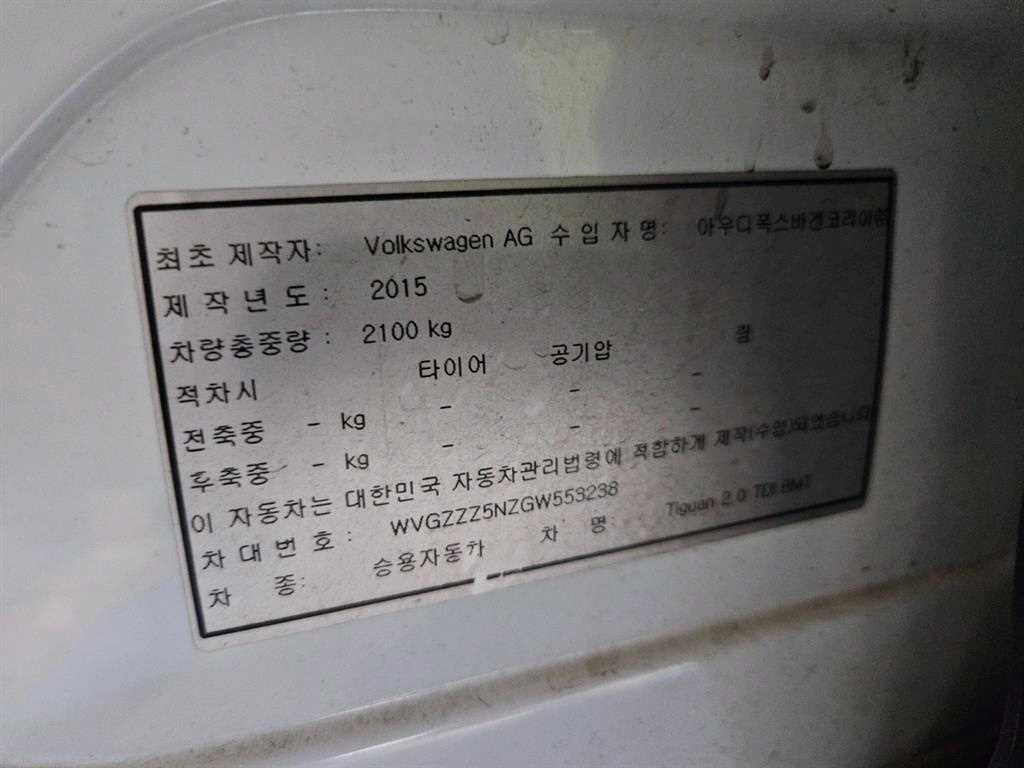 최초 제작자: Volkswagen AG 수 입 자 명: 아우디폭스바겐코리아㈜
제 작 년 도 : 2015
차량총중량 : 2100 kg
적차시 타이어 공기압 림
전축중 - kg - - -
후축중 - kg - - -
이 자동차는 대한민국 자동차관리법령에 적합하게 제작(수입)되었습니다
차 대 번 호 : WVGZZZ5NZGW553238
차 종: 승용자동차 차 명: Tiguan 2.0 TDI BMT